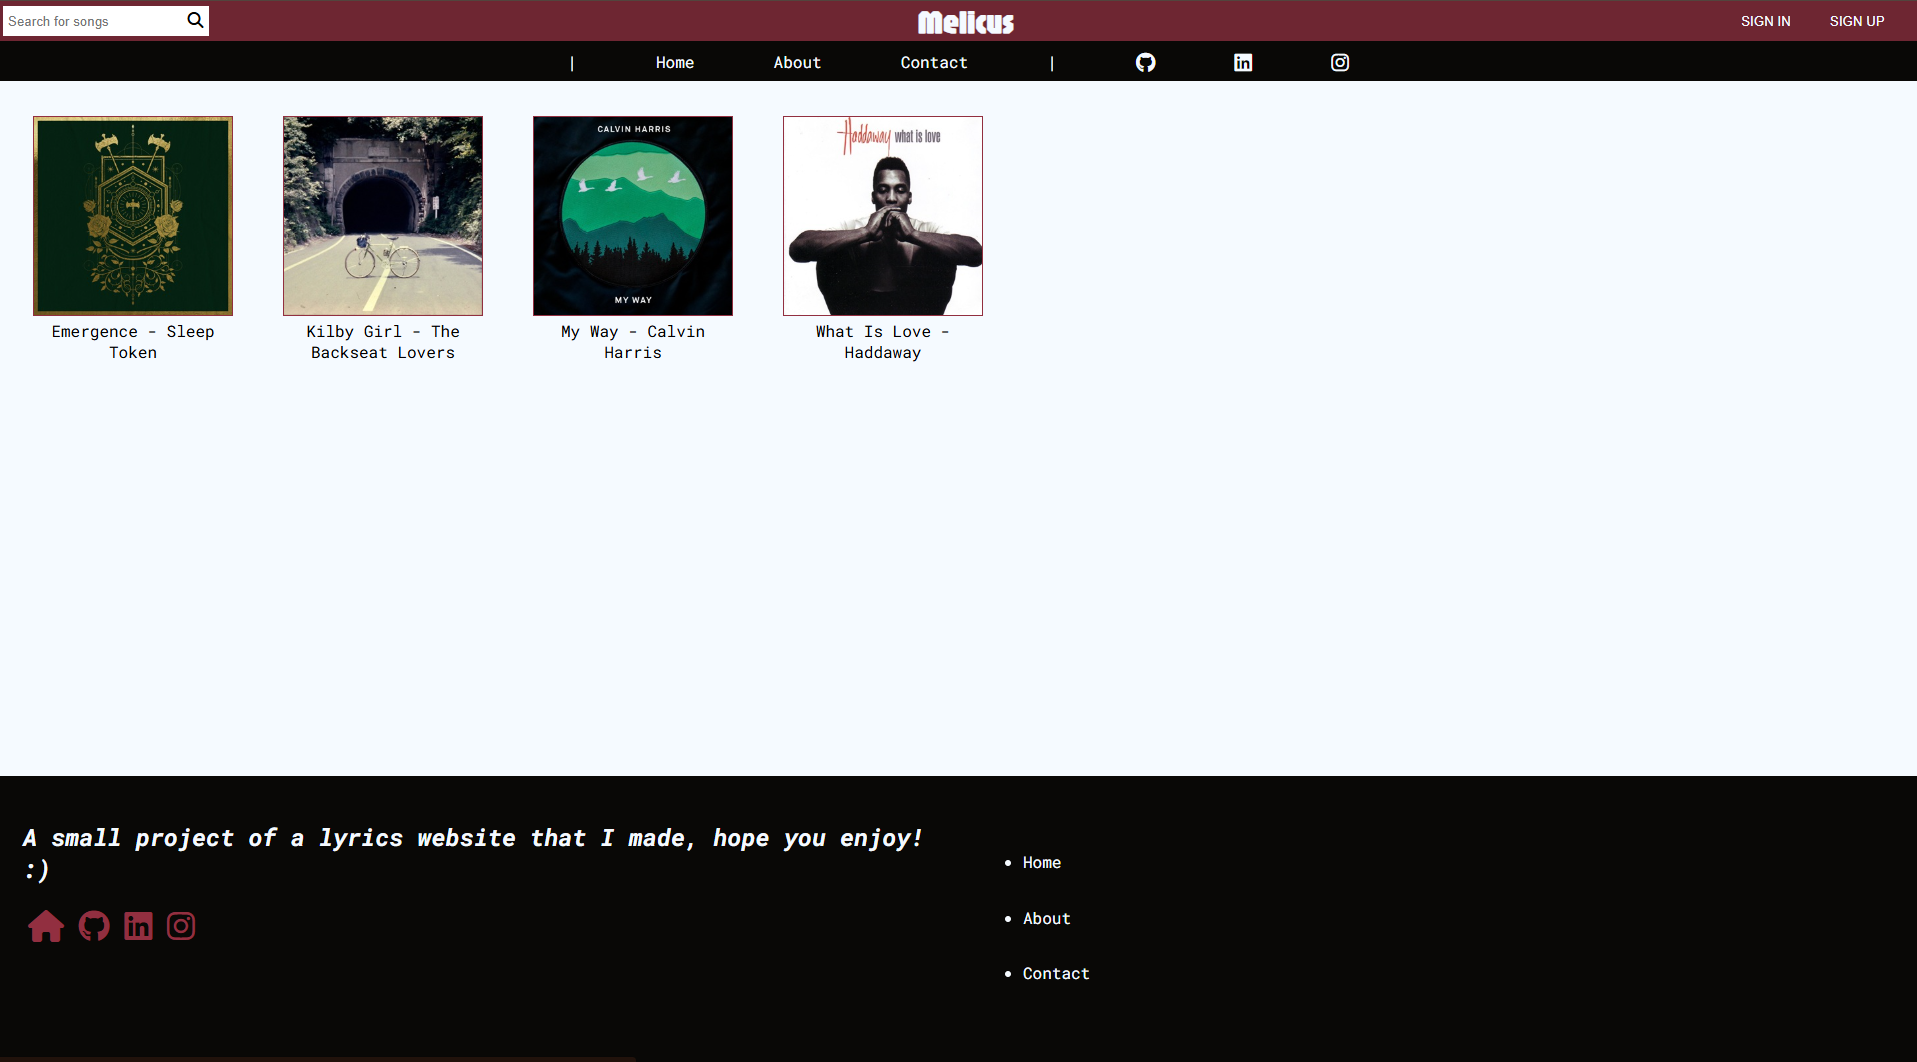 Search for songs
Melicus
SIGN IN
SIGN UP
|
Home
About
Contact
|
CALVIN HARRIS
MY WAY
Haddaway what is love
Emergence - Sleep
Token
Kilby Girl - The
Backseat Lovers
My Way - Calvin
Harris
What Is Love -
Haddaway
A small project of a lyrics website that I made, hope you enjoy!
:)
• Home
• About
• Contact